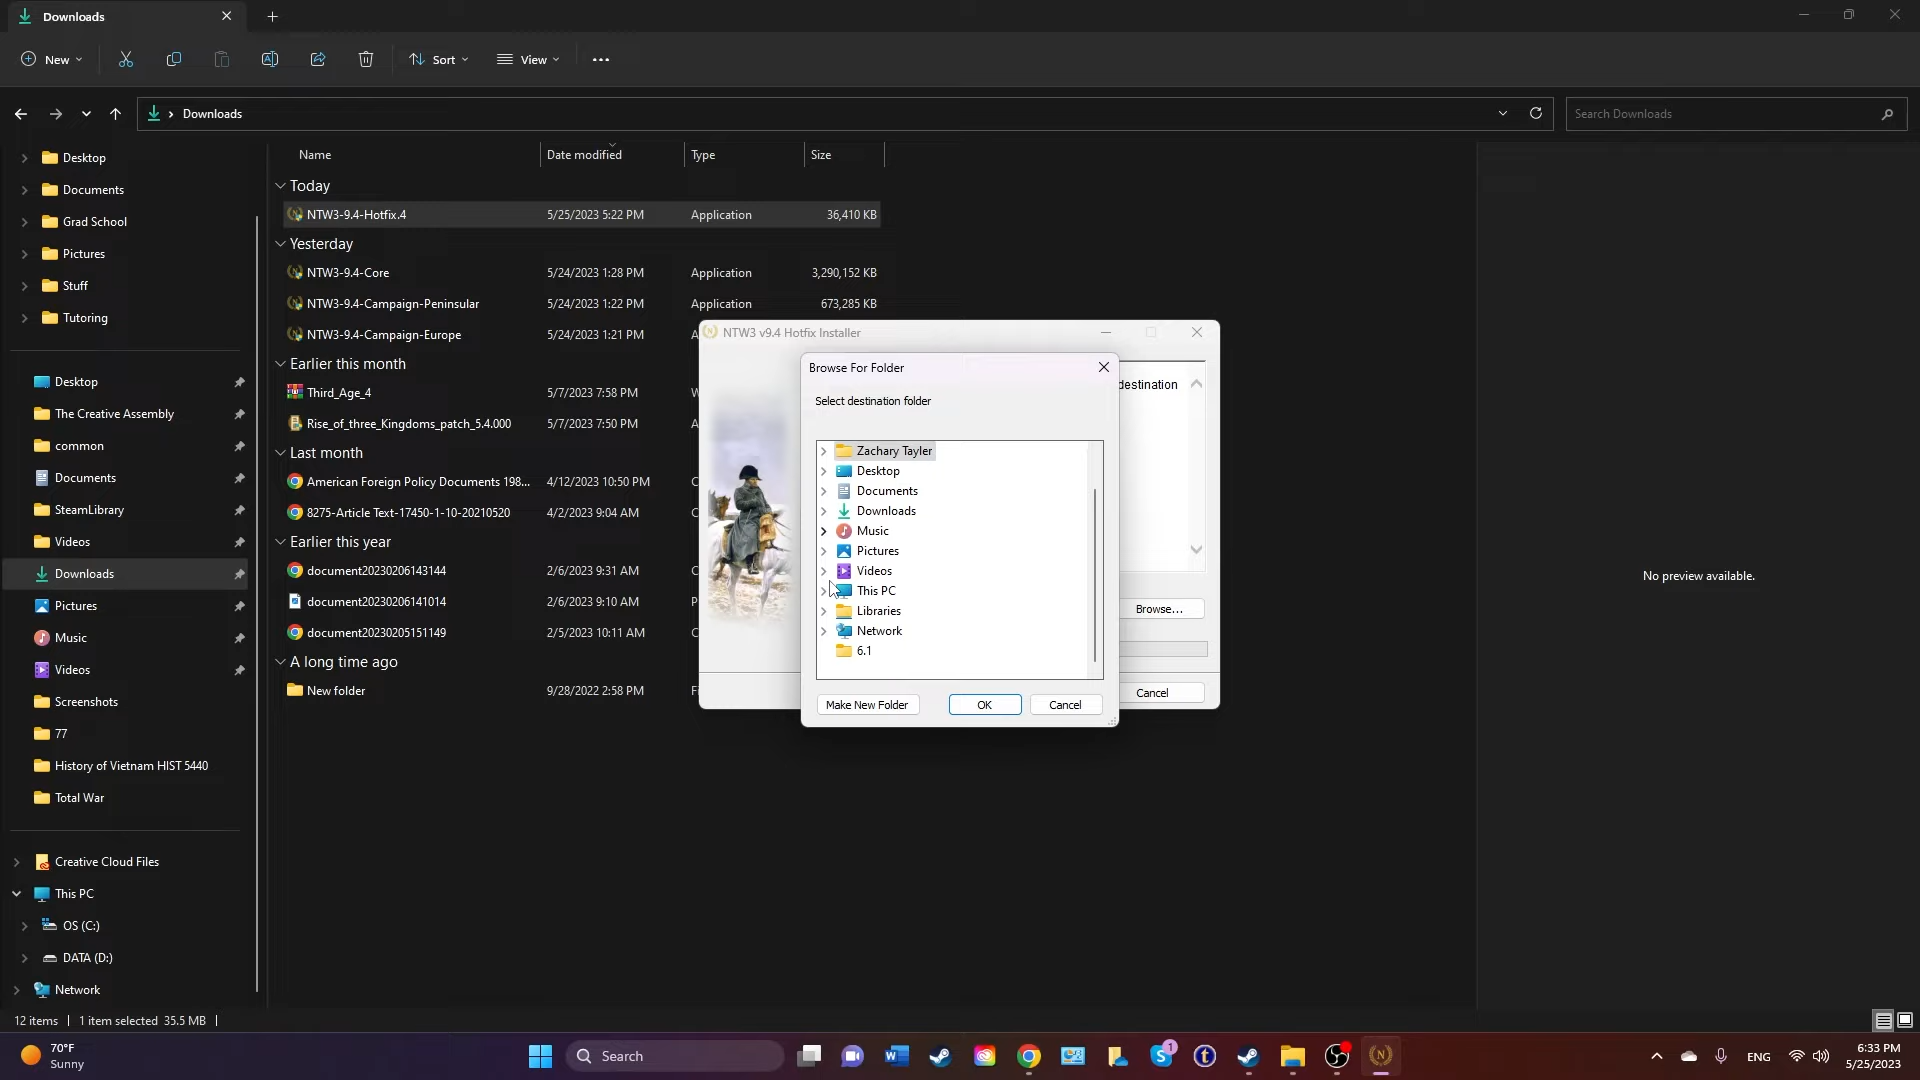 Downloads
New
Sort
View
Downloads
Search Downloads
Desktop
Documents
Grad School
Pictures
Stuff
Tutoring
Desktop
The Creative Assembly
common
Documents
SteamLibrary
Videos
Downloads
Pictures
Music
Videos
Screenshots
77
History of Vietnam HIST 5440
Total War
Creative Cloud Files
This PC
OS (C:)
DATA (D:)
Network
Name Date modified Type Size
Today
NTW3-9.4-Hotfix.4 5/25/2023 5:22 PM Application 36,410 KB
Yesterday
NTW3-9.4-Core 5/24/2023 1:28 PM Application 3,290,152 KB
NTW3-9.4-Campaign-Peninsular 5/24/2023 1:22 PM Application 673,285 KB
NTW3-9.4-Campaign-Europe 5/24/2023 1:21 PM A
Earlier this month
Third_Age_4 5/7/2023 7:58 PM W
Rise_of_three_Kingdoms_patch_5.4.000 5/7/2023 7:50 PM A
Last month
American Foreign Policy Documents 198... 4/12/2023 10:50 PM C
8275-Article Text-17450-1-10-20210520 4/2/2023 9:04 AM C
Earlier this year
document20230206143144 2/6/2023 9:31 AM C
document20230206141014 2/6/2023 9:10 AM P
document20230205151149 2/5/2023 10:11 AM C
A long time ago
New folder 9/28/2022 2:58 PM Fi
NTW3 v9.4 Hotfix Installer
destination
Browse...
Cancel
Browse For Folder
Select destination folder
Zachary Tayler
Desktop
Documents
Downloads
Music
Pictures
Videos
This PC
Libraries
Network
6.1
Make New Folder OK Cancel
No preview available.
12 items 1 item selected 35.5 MB
70°F
Sunny
Search
1
ENG
6:33 PM
5/25/2023